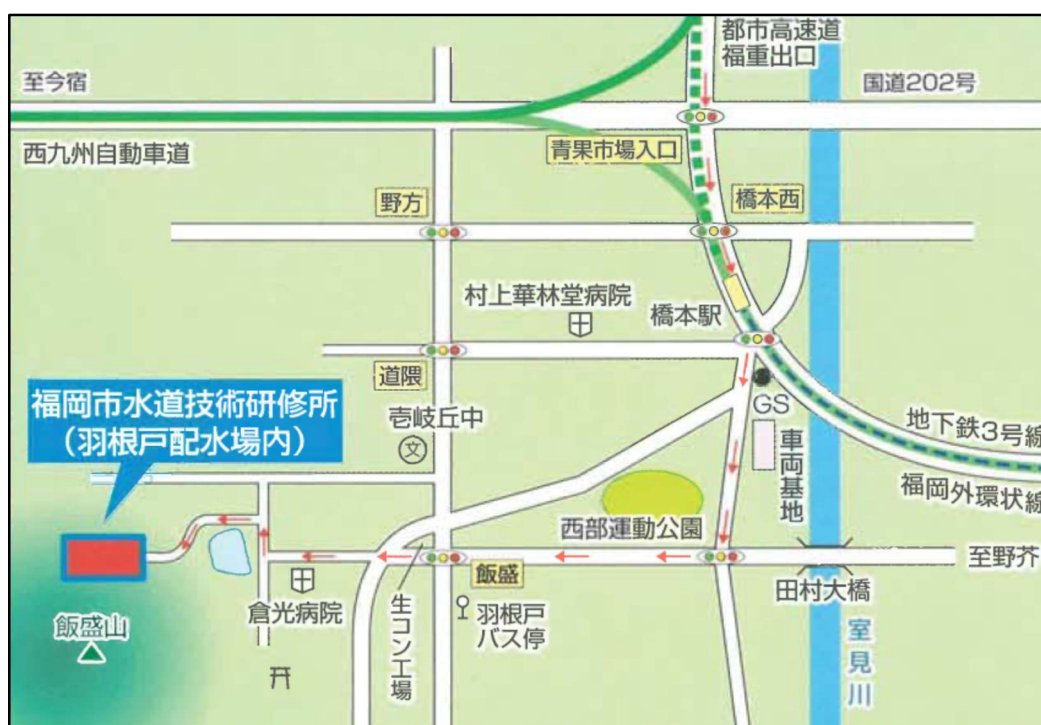 都市高速道
福重出口
至今宿
国道202号
西九州自動車道
青果市場入口
野方
橋本西
村上華林堂病院
橋本駅
道隈
福岡市水道技術研修所
（羽根戸配水場内）
壱岐丘中
文
GS
地下鉄3号線
車両基地
福岡外環状線
西部運動公園
飯盛
至野芥
倉光病院
生コン工場
羽根戸
バス停
田村大橋
飯盛山
室見川